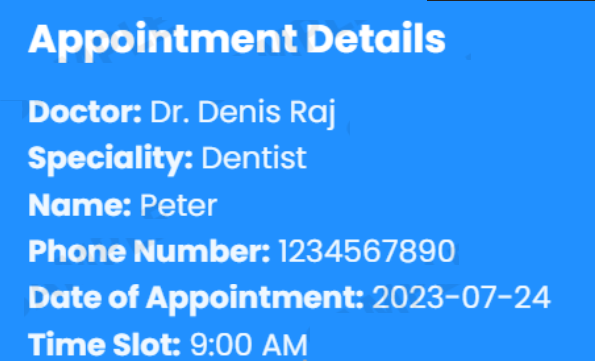 Appointment Details
Doctor: Dr. Denis Raj
Speciality: Dentist
Name: Peter
Phone Number: 1234567890
Date of Appointment: 2023-07-24
Time Slot: 9:00 AM